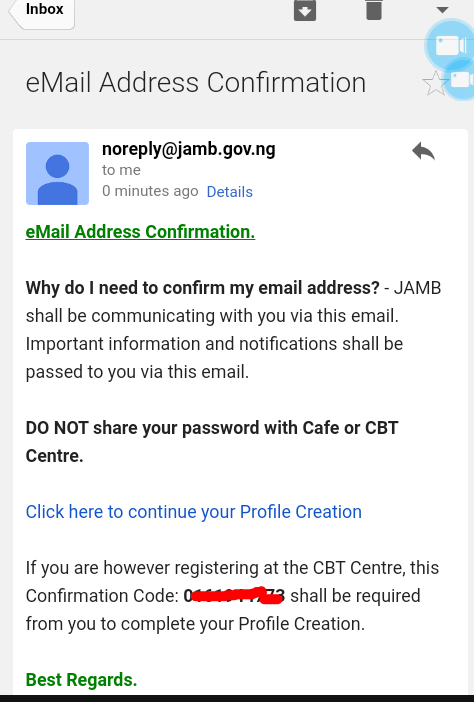 Inbox
eMail Address Confirmation
noreply@jamb.gov.ng
to me
0 minutes ago Details
eMail Address Confirmation.
Why do I need to confirm my email address? - JAMB
shall be communicating with you via this email.
Important information and notifications shall be
passed to you via this email.
DO NOT share your password with Cafe or CBT
Centre.
Click here to continue your Profile Creation
If you are however registering at the CBT Centre, this
Confirmation Code: shall be required
from you to complete your Profile Creation.
Best Regards.